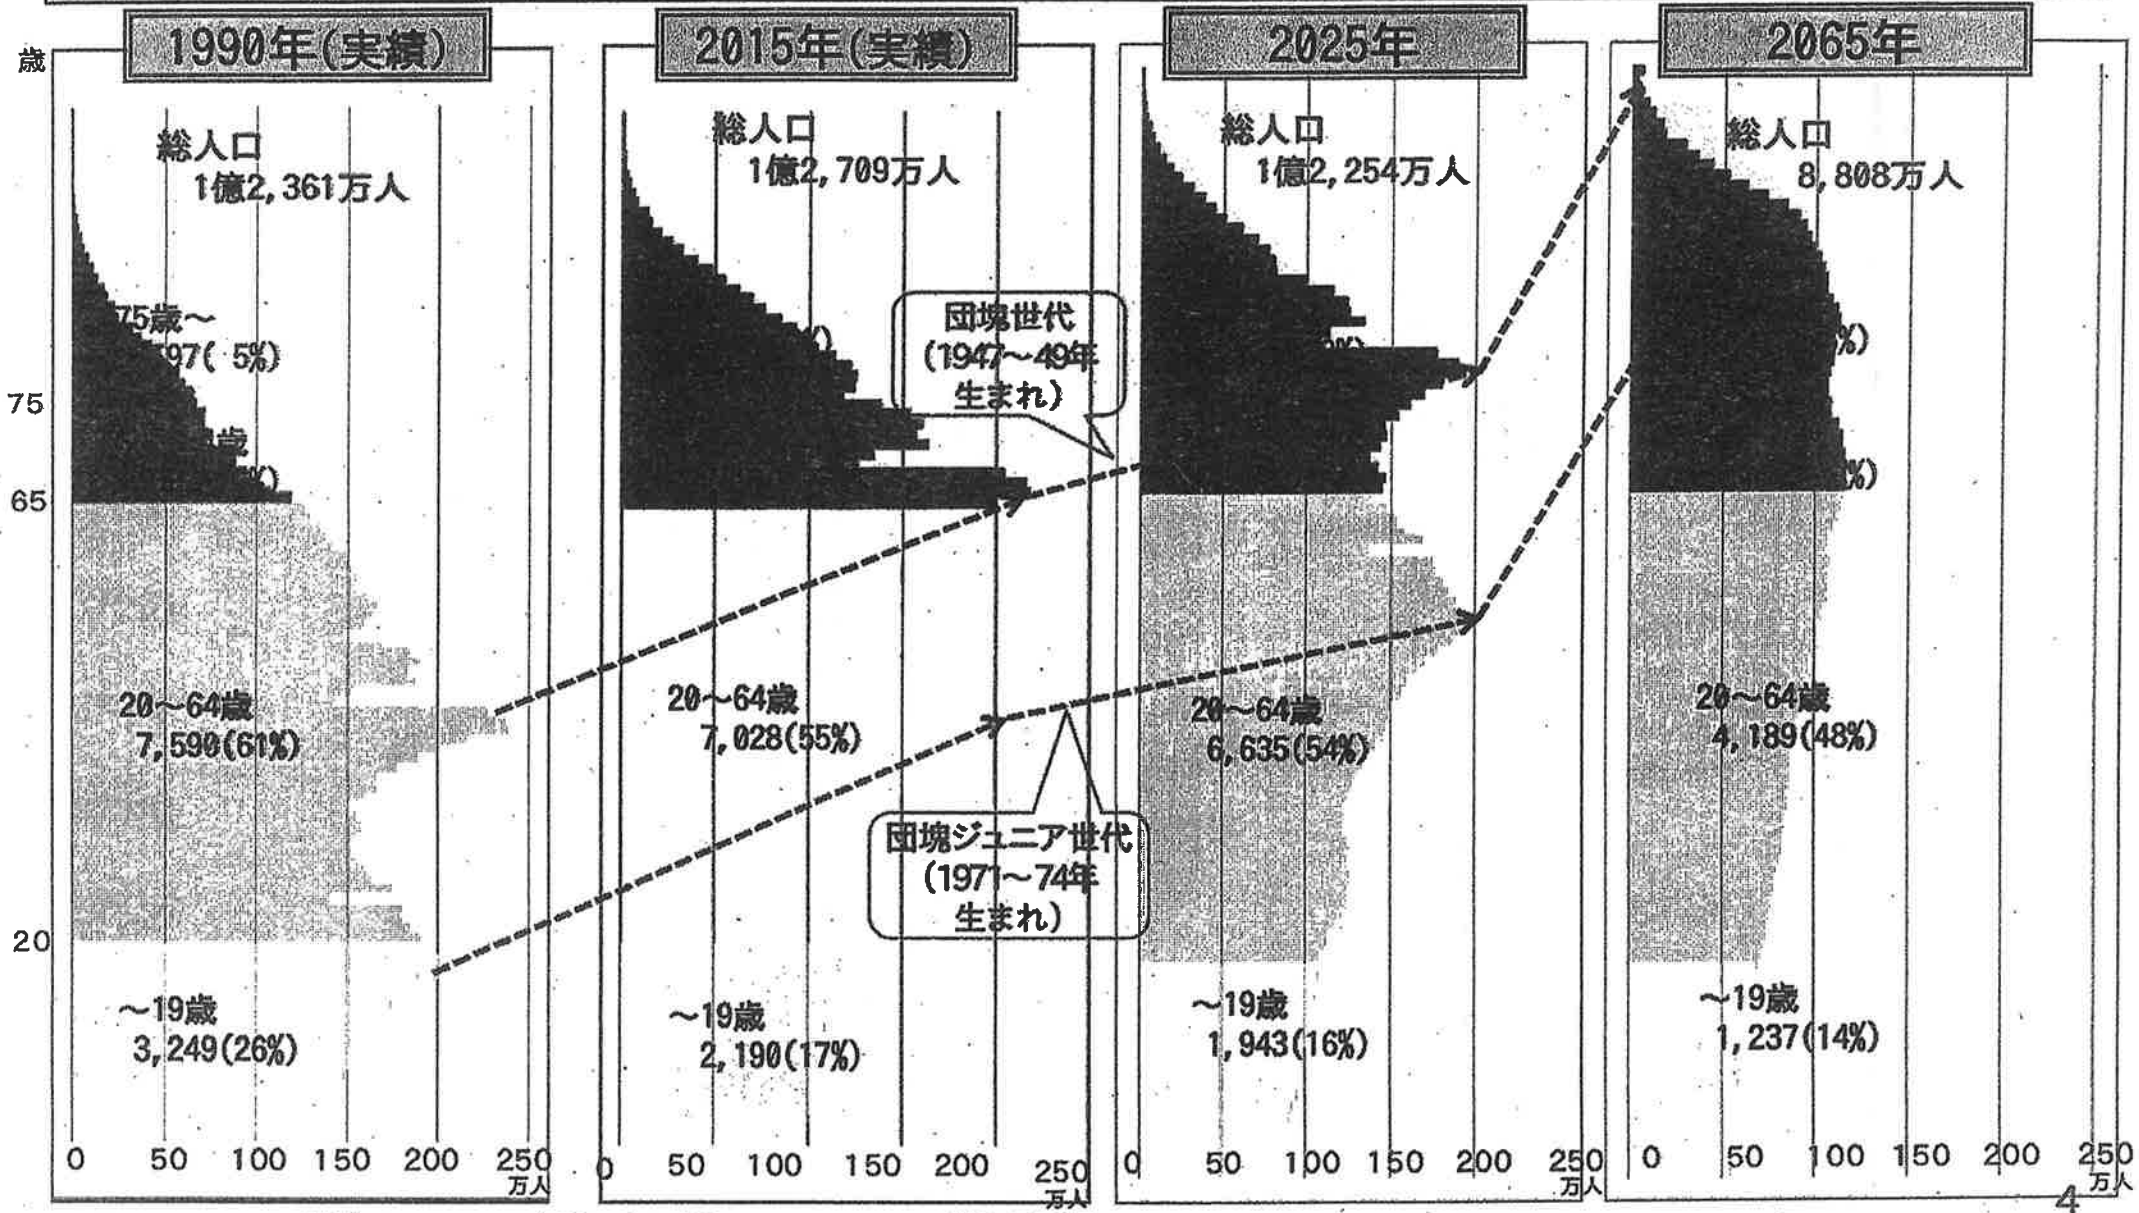 1990年(実績)
2015年(実績)
2025年
2065年
歳
75
65
20
総人口
1億2,361万人
75歳～
597( 5%)
歳
%)
20～64歳
7,590(61%)
～19歳
3,249(26%)
0 50 100 150 200 250
万人
総人口
1億2,709万人
20～64歳
7,028(55%)
～19歳
2,190(17%)
0 50 100 150 200 250
万人
団塊世代
(1947～49年
生まれ)
団塊ジュニア世代
(1971～74年
生まれ)
総人口
1億2,254万人
%)
20～64歳
6,635(54%)
～19歳
1,943(16%)
0 50 100 150 200 250
万人
総人口
8,808万人
%)
%)
20～64歳
4,189(48%)
～19歳
1,237(14%)
0 50 100 150 200 250
万人
4